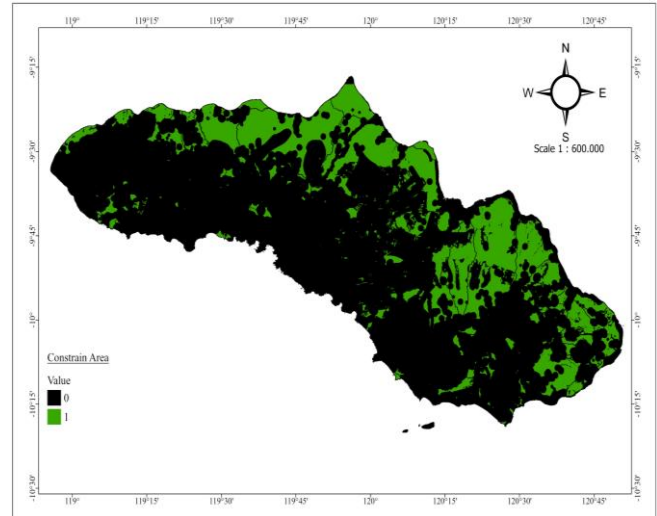 119° 119°15' 119°30' 119°45' 120° 120°15' 120°30' 120°45'
-9°15' -9°15'
-9°30' -9°30'
-9°45' -9°45'
-10° -10°
-10°15' -10°15'
-10°30' -10°30'
N
W E
S
Scale 1 : 600.000
Constrain Area
Value
0
1
119° 119°15' 119°30' 119°45' 120° 120°15' 120°30' 120°45'